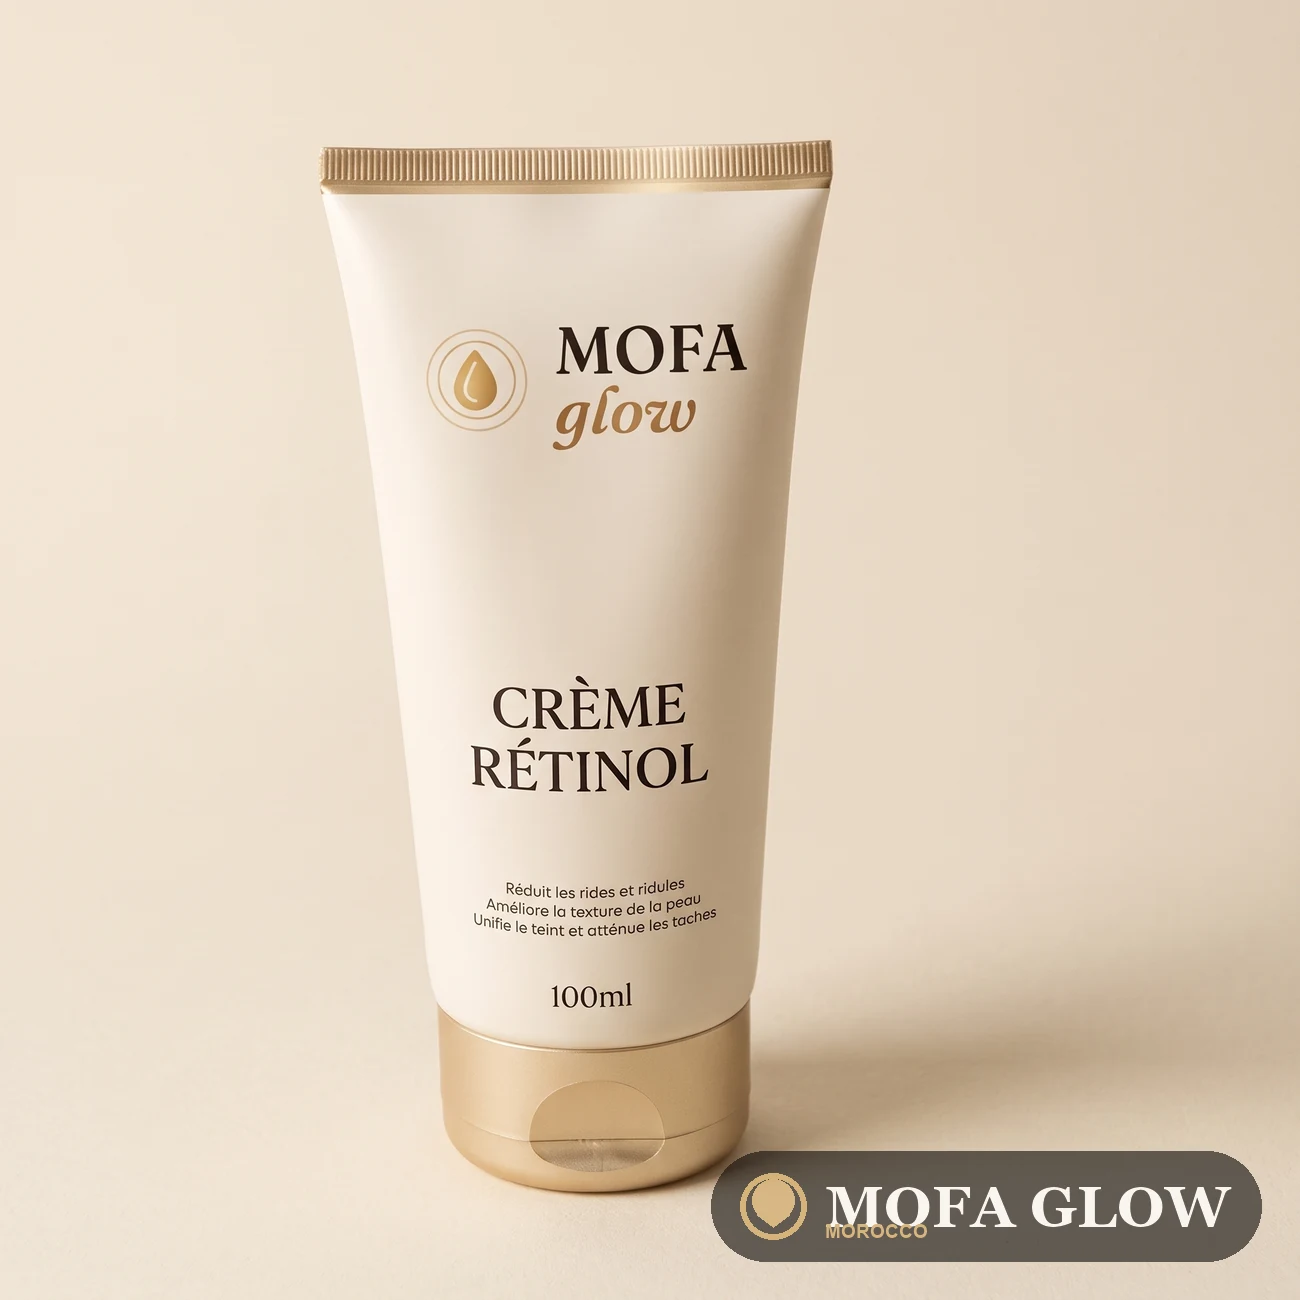 MOFA
glow
CRÈME
RÉTINOL
Réduit les rides et ridules
Améliore la texture de la peau
Unifie le teint et atténue les taches
100ml
MOFA GLOW
MOROCCO